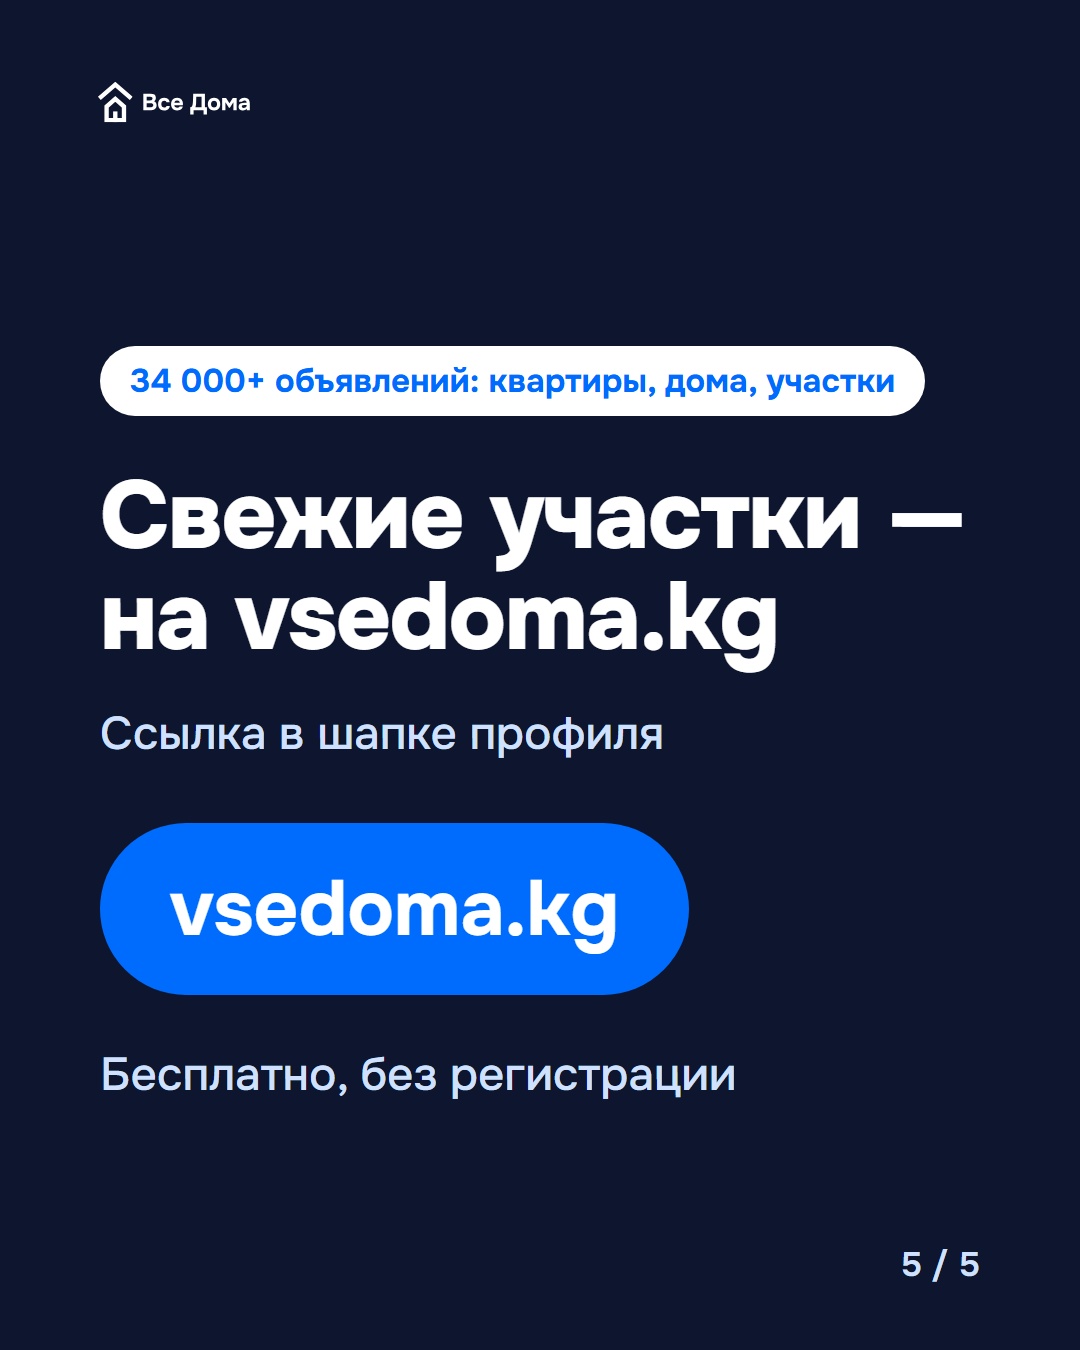 Все Дома
34 000+ объявлений: квартиры, дома, участки
Свежие участки —
на vsedoma.kg
Ссылка в шапке профиля
vsedoma.kg
Бесплатно, без регистрации
5 / 5